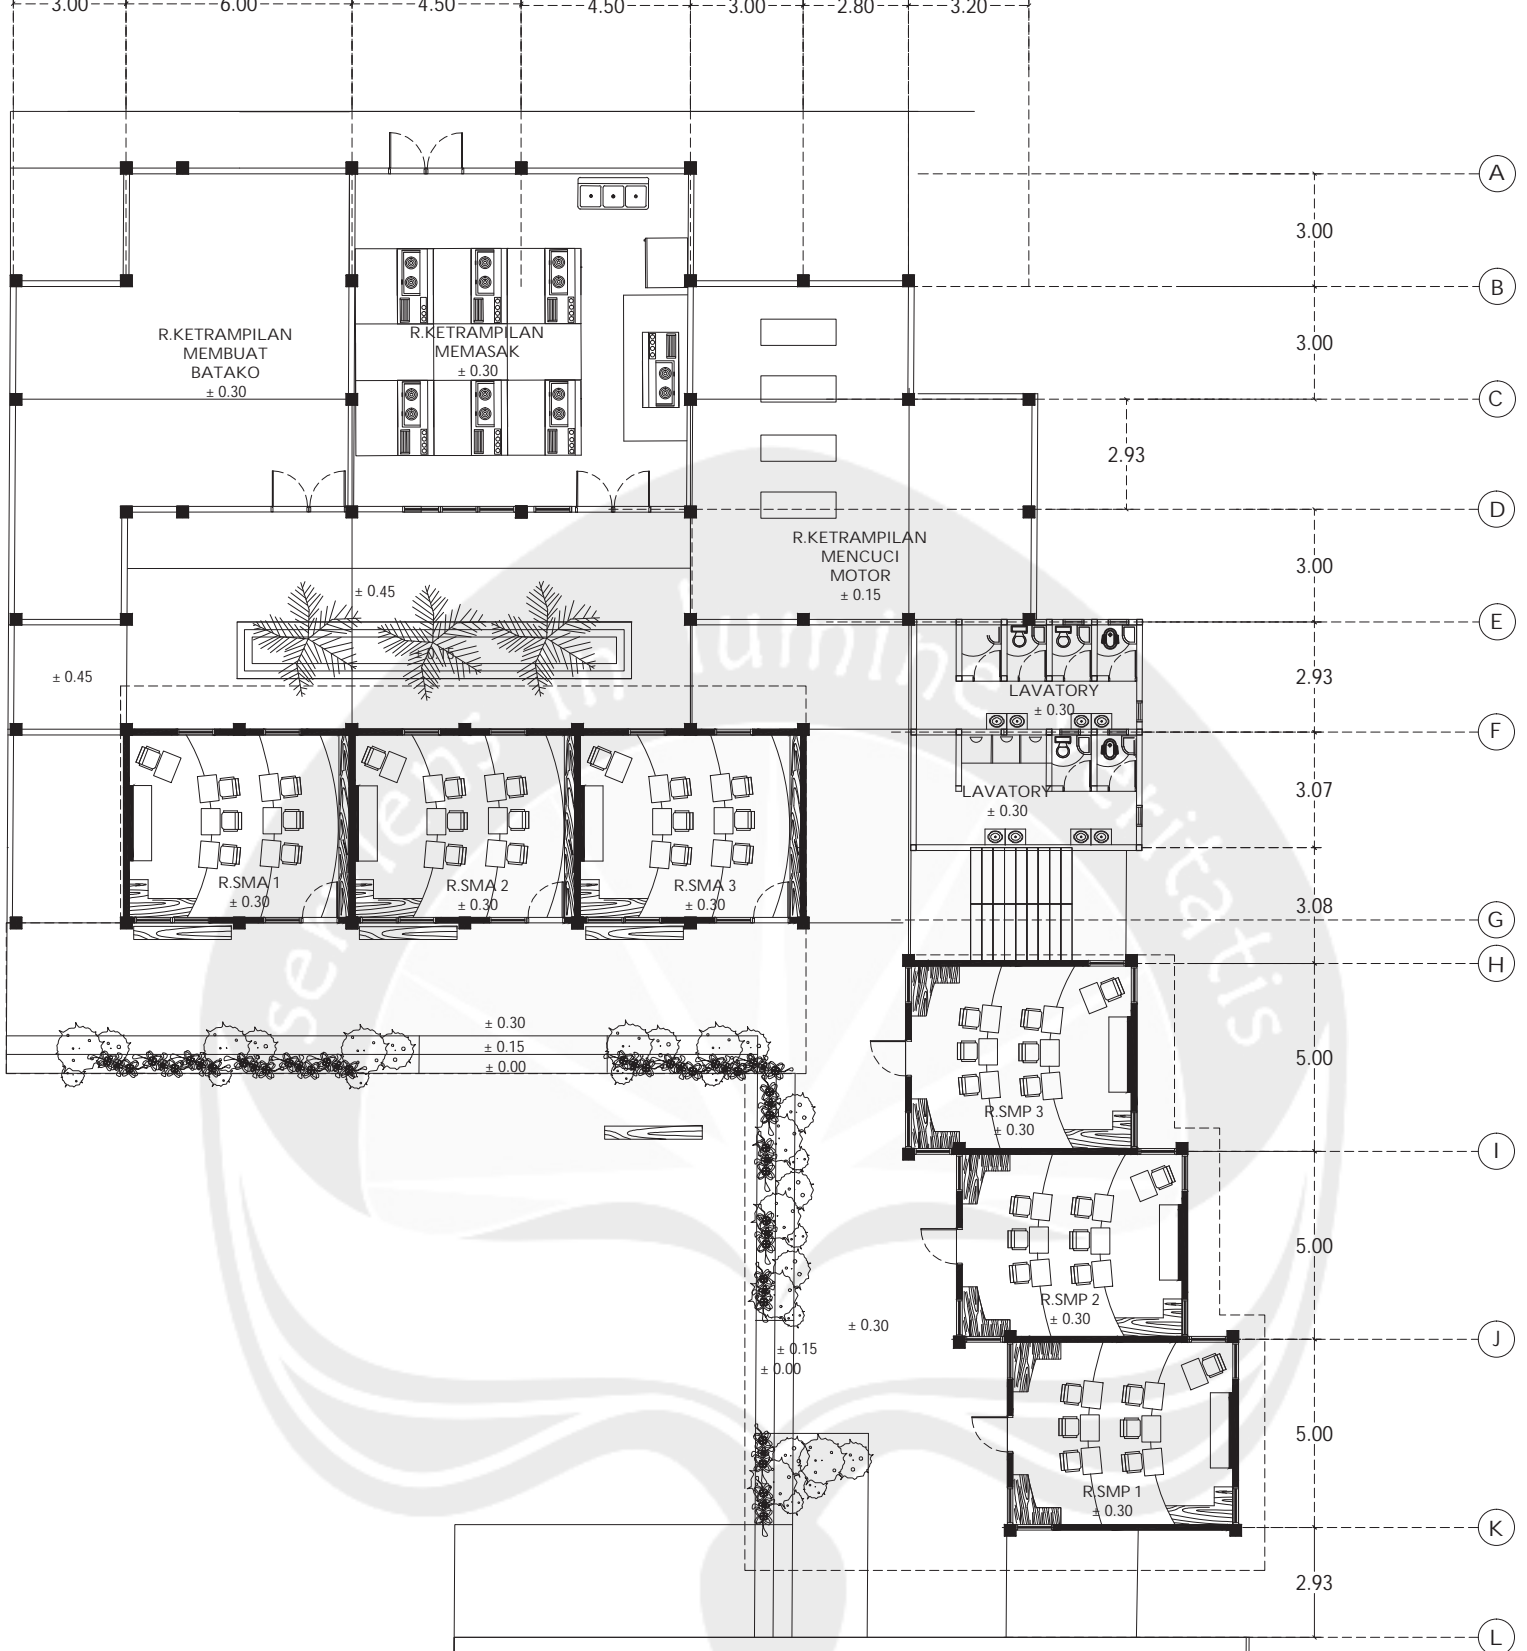 3.00 6.00 4.50 4.50 3.00 2.80 3.20
A
3.00
B
3.00
C
2.93
D
3.00
E
2.93
F
3.07
3.08
G
H
5.00
I
5.00
J
5.00
K
2.93
L
R.KETRAMPILAN
MEMBUAT
BATAKO
± 0.30
R.KETRAMPILAN
MEMASAK
± 0.30
R.KETRAMPILAN
MENCUCI
MOTOR
± 0.15
± 0.45
± 0.15
± 0.45
LAVATORY
± 0.30
LAVATORY
± 0.30
R.SMA 1
± 0.30
R.SMA 2
± 0.30
R.SMA 3
± 0.30
± 0.30
± 0.15
± 0.00
R.SMP 3
± 0.30
R.SMP 2
± 0.30
± 0.30
± 0.15
± 0.00
R.SMP 1
± 0.30
in lumine veritatis